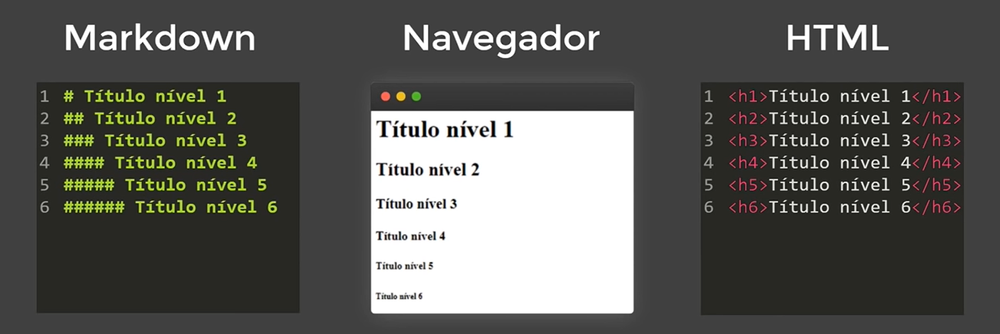 Markdown
1 # Título nível 1
2 ## Título nível 2
3 ### Título nível 3
4 #### Título nível 4
5 ##### Título nível 5
6 ###### Título nível 6
Navegador
Título nível 1
Título nível 2
Título nível 3
Título nível 4
Título nível 5
Título nível 6
HTML
1 <h1>Título nível 1</h1>
2 <h2>Título nível 2</h2>
3 <h3>Título nível 3</h3>
4 <h4>Título nível 4</h4>
5 <h5>Título nível 5</h5>
6 <h6>Título nível 6</h6>